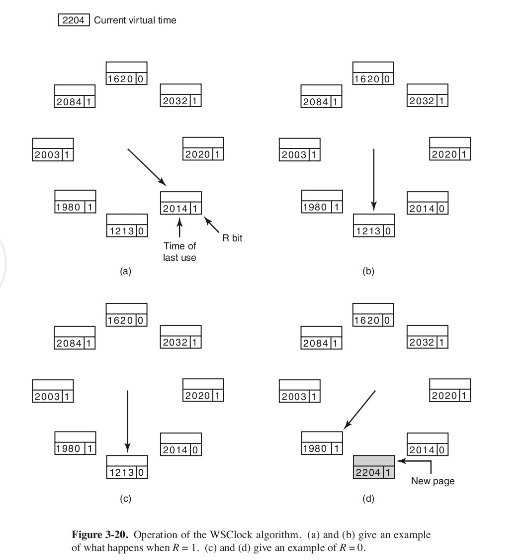 2204 Current virtual time
1620 0
2084 1
2032 1
2003 1
2020 1
1980 1
2014 1
1213 0
Time of
last use
R bit
(a)
1620 0
2084 1
2032 1
2003 1
2020 1
1980 1
2014 0
1213 0
(b)
1620 0
2084 1
2032 1
2003 1
2020 1
1980 1
2014 0
1213 0
(c)
1620 0
2084 1
2032 1
2003 1
2020 1
1980 1
2014 0
2204 1
New page
(d)
Figure 3-20. Operation of the WSClock algorithm. (a) and (b) give an example
of what happens when R = 1. (c) and (d) give an example of R = 0.